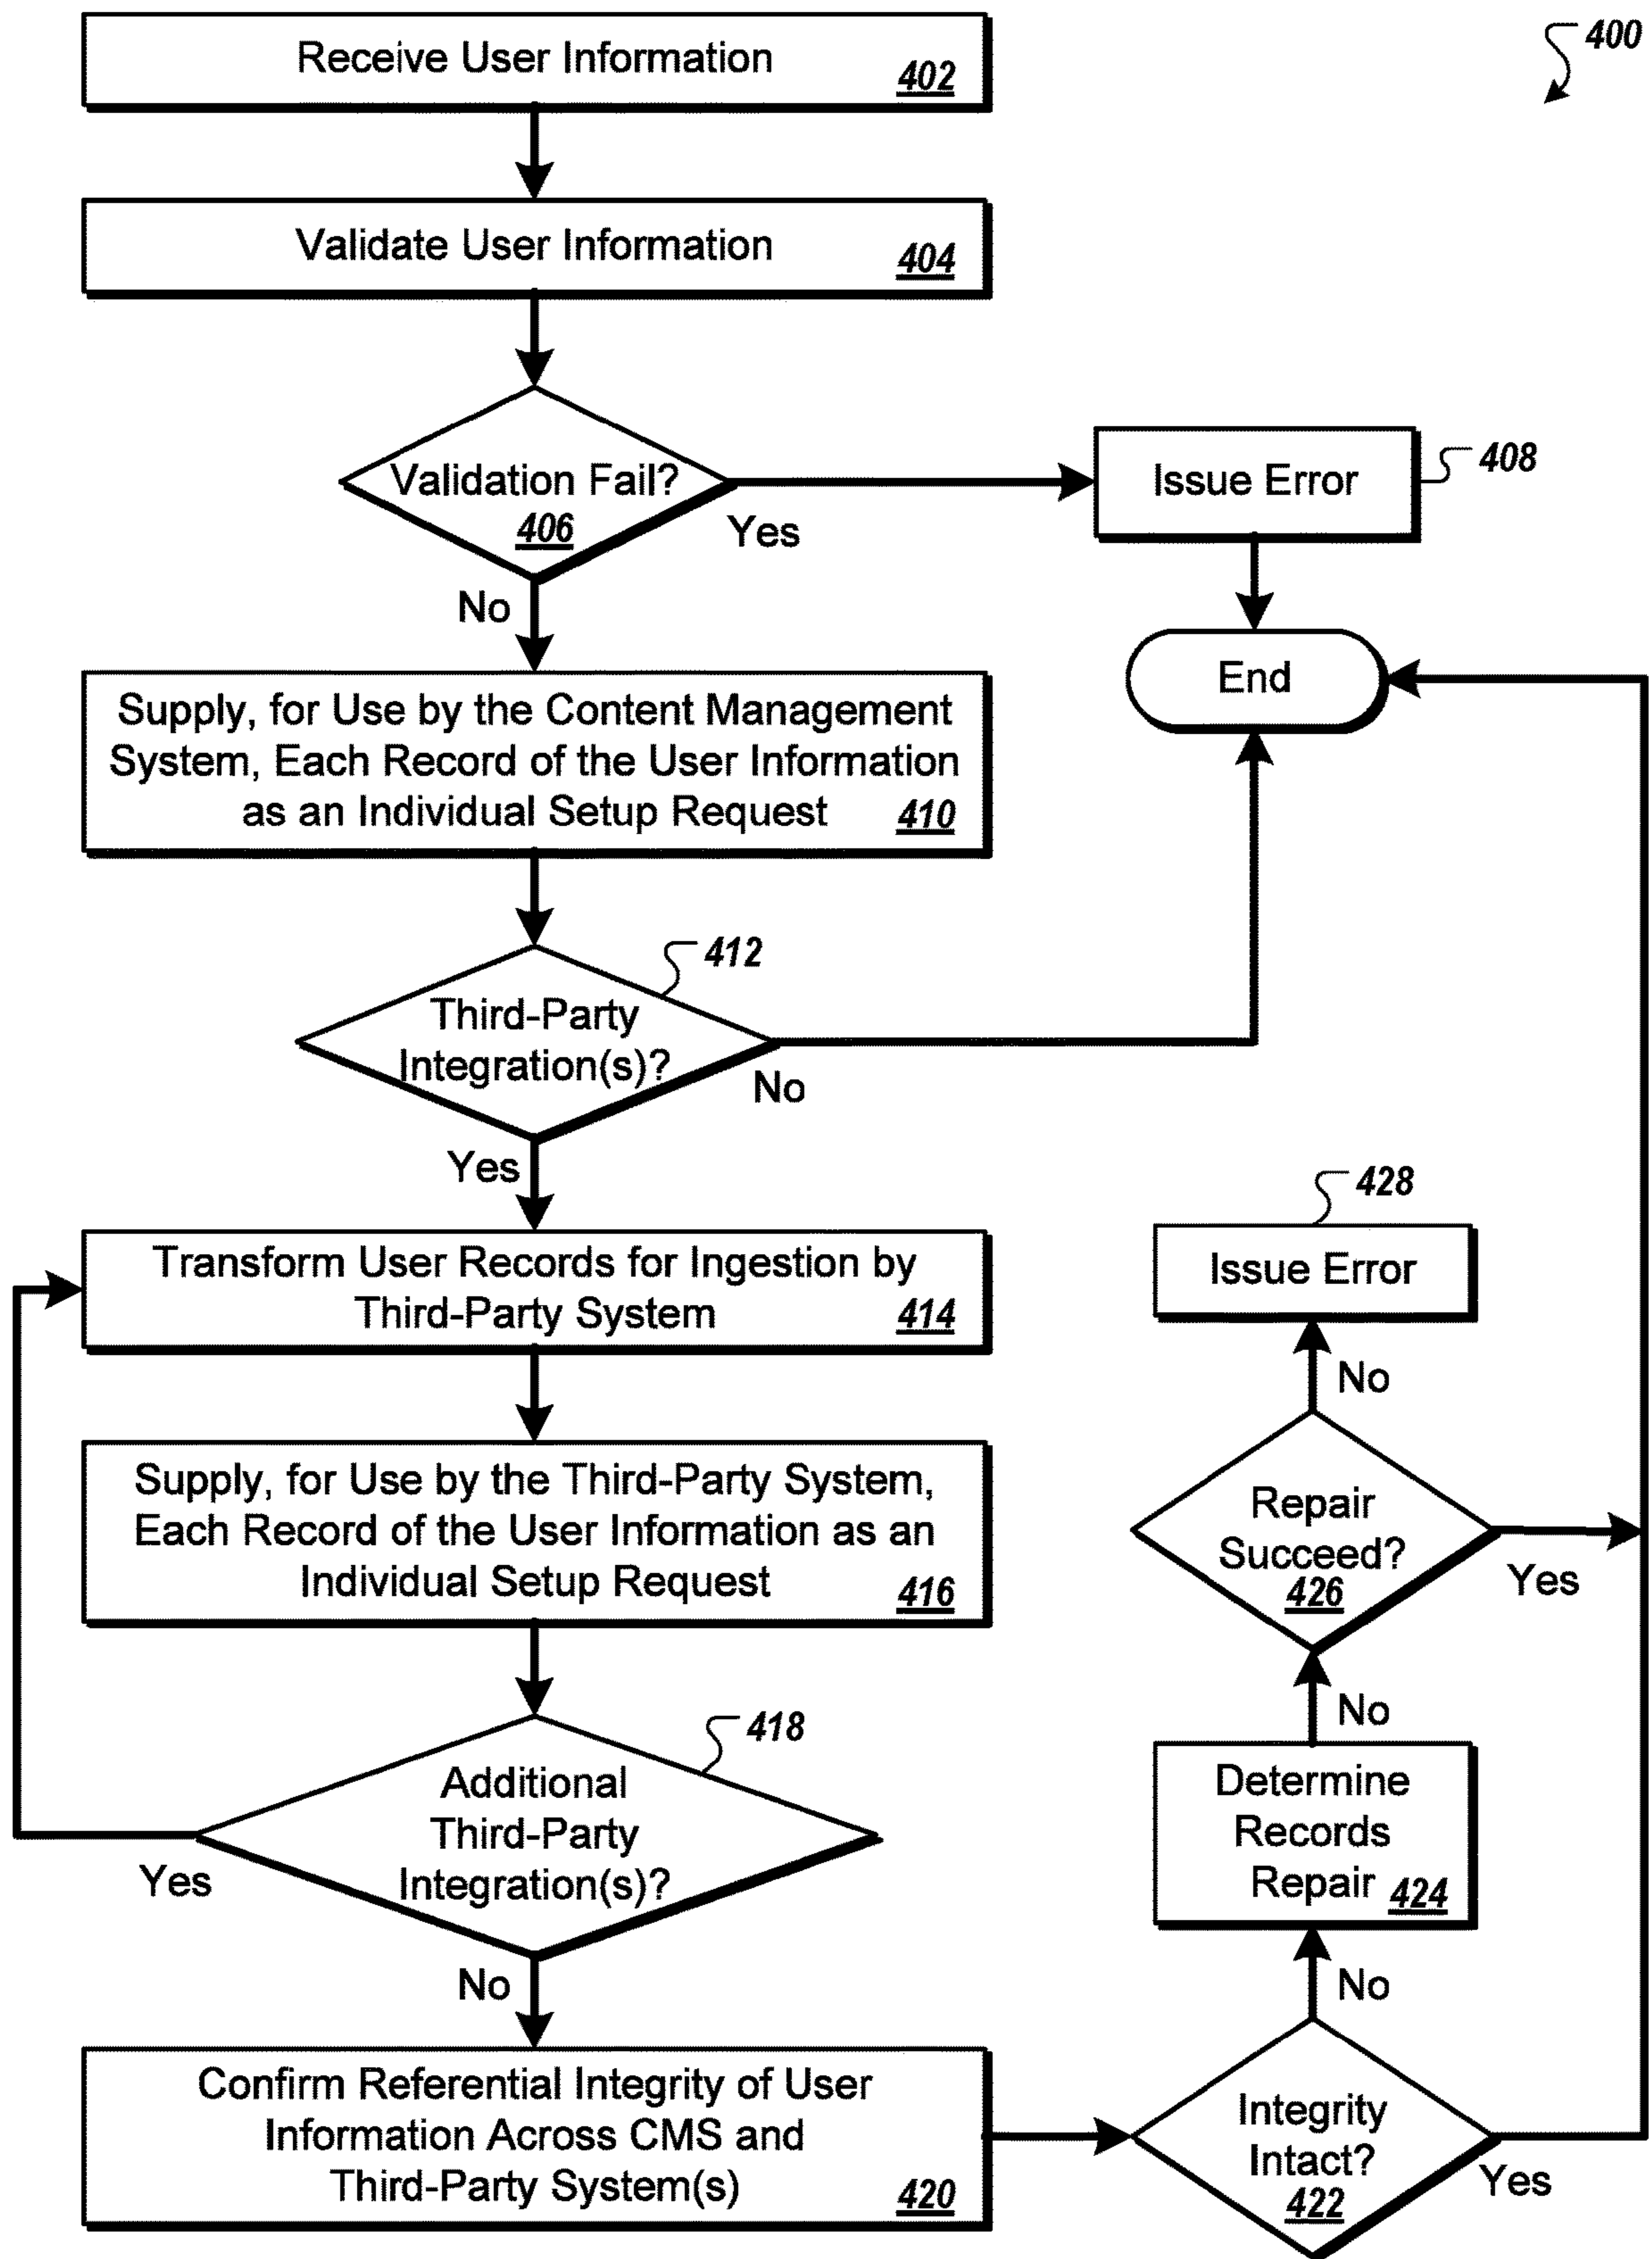 400
Receive User Information
402
Validate User Information
404
Validation Fail?
406
Yes
No
Issue Error
408
End
Supply, for Use by the Content Management
System, Each Record of the User Information
as an Individual Setup Request
410
412
Third-Party
Integration(s)?
No
Yes
Transform User Records for Ingestion by
Third-Party System
414
Supply, for Use by the Third-Party System,
Each Record of the User Information as an
Individual Setup Request
416
418
Additional
Third-Party
Integration(s)?
Yes
No
Confirm Referential Integrity of User
Information Across CMS and
Third-Party System(s)
420
Integrity
Intact?
422
Yes
No
Determine
Records
Repair
424
No
Repair
Succeed?
426
Yes
No
Issue Error
428